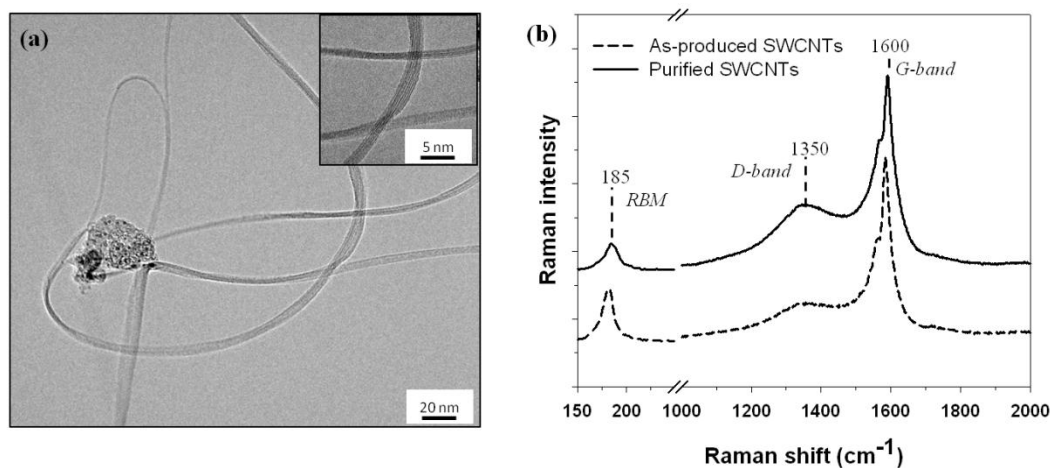 (a)
5 nm
20 nm
(b)
As-produced SWCNTs
Purified SWCNTs
1600
G-band
1350
D-band
185
RBM
Raman intensity
150 200 1000 1200 1400 1600 1800 2000
Raman shift (cm⁻¹)